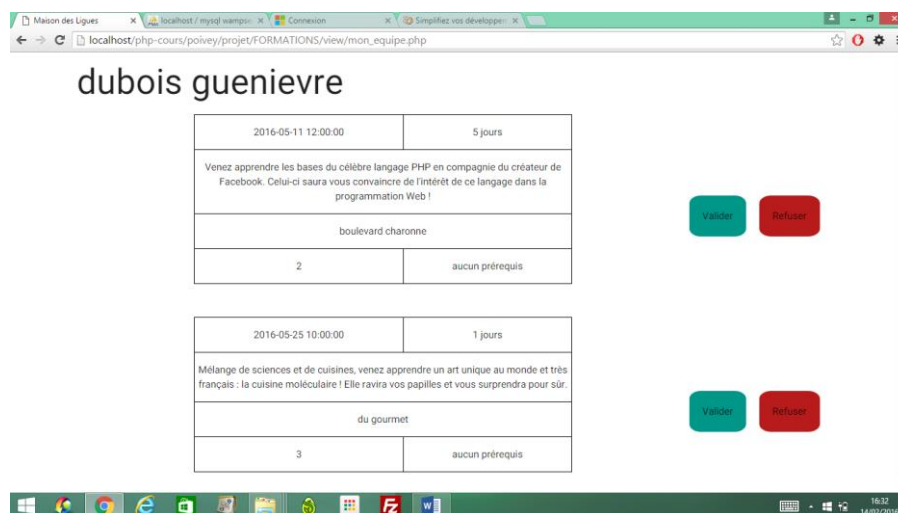 Maison des Ligues
localhost / mysql wampse
Connexion
Simplifiez vos développer
localhost/php-cours/poivey/projet/FORMATIONS/view/mon_equipe.php
dubois guenievre
2016-05-11 12:00:00 5 jours
Venez apprendre les bases du célèbre langage PHP en compagnie du créateur de
Facebook. Celui-ci saura vous convaincre de l'intérêt de ce langage dans la
programmation Web !
boulevard charonne
2 aucun prérequis
Valider Refuser
2016-05-25 10:00:00 1 jours
Mélange de sciences et de cuisines, venez apprendre un art unique au monde et très
français : la cuisine moléculaire ! Elle ravira vos papilles et vous surprendra pour sûr.
du gourmet
3 aucun prérequis
Valider Refuser
16:32
14/02/2016